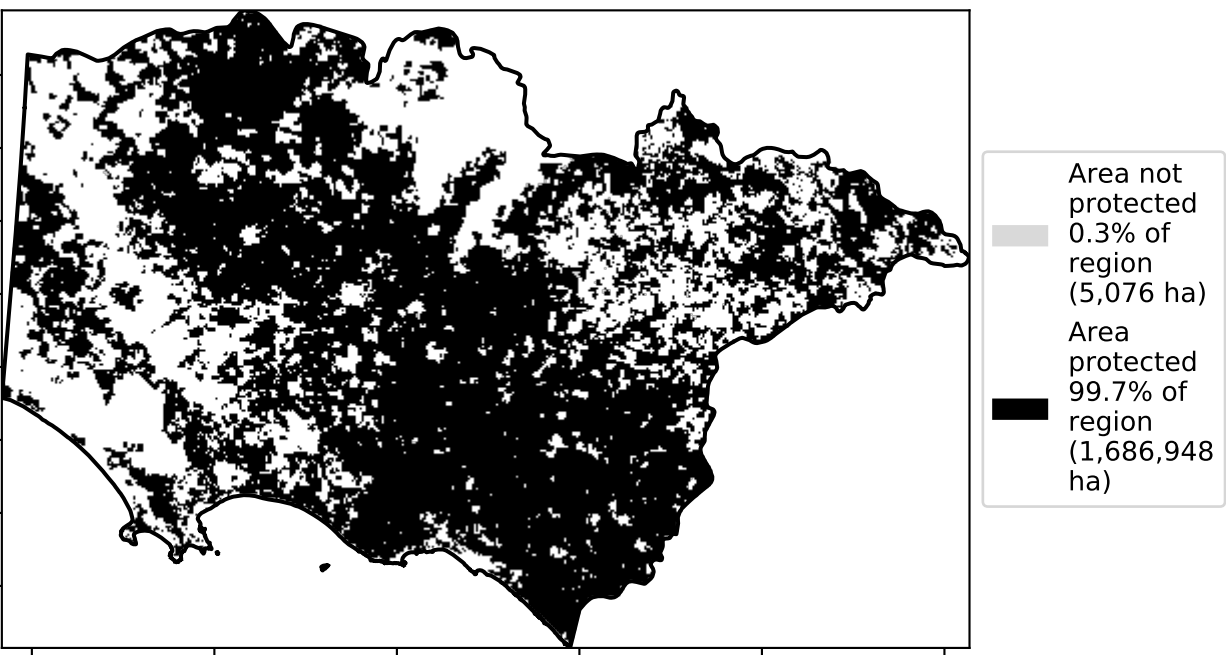 Area not
protected
0.3% of
region
(5,076 ha)
Area
protected
99.7% of
region
(1,686,948
ha)